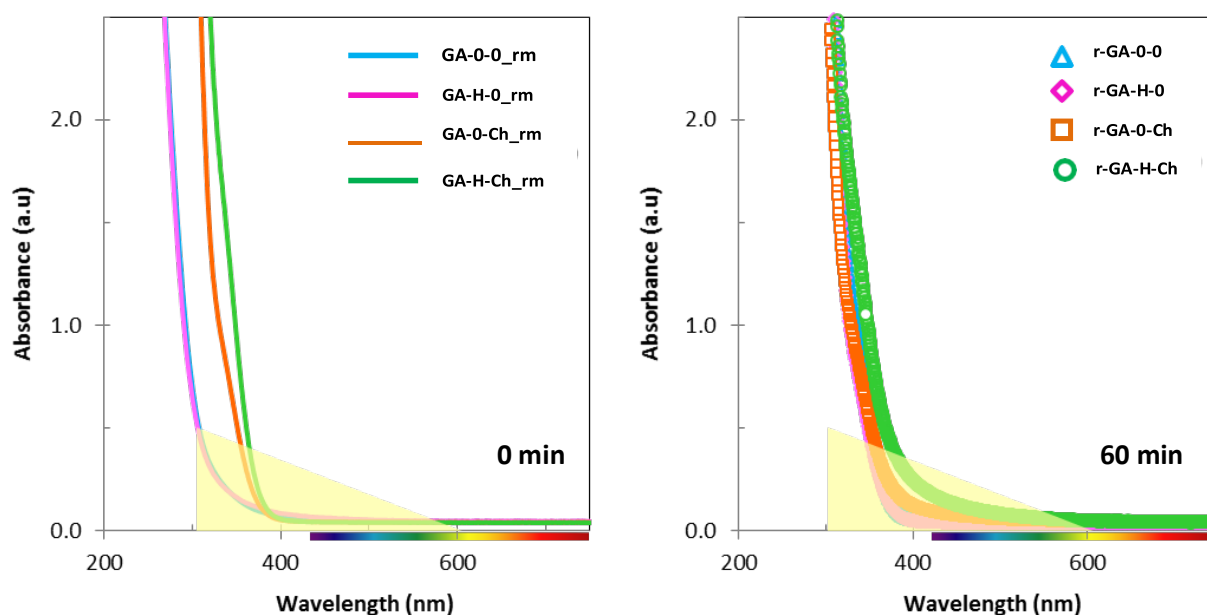 GA-0-0_rm
GA-H-0_rm
GA-0-Ch_rm
GA-H-Ch_rm
2.0
1.0
0.0
Absorbance (a.u)
0 min
200
400
600
Wavelength (nm)
r-GA-0-0
r-GA-H-0
r-GA-0-Ch
r-GA-H-Ch
2.0
1.0
0.0
Absorbance (a.u)
60 min
200
400
600
Wavelength (nm)